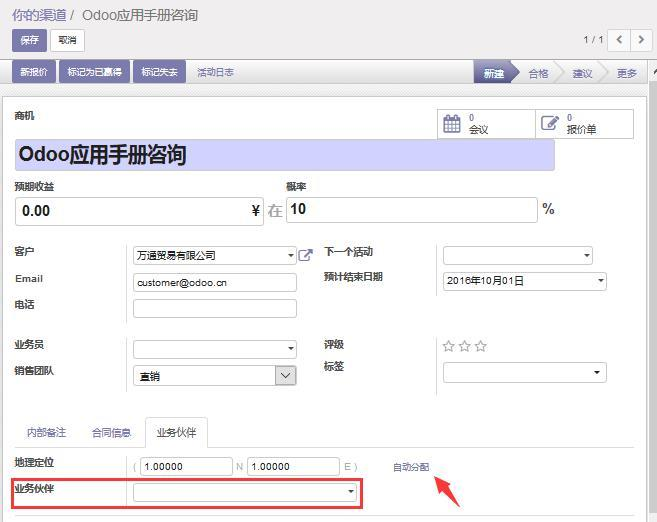 你的渠道 / Odoo应用手册咨询
保存 取消 1 / 1
新报价 标记为已赢得 标记失去 活动日志 新建 合格 建议 更多
商机
0 会议
0 报价单
Odoo应用手册咨询
预期收益 概率
0.00 ¥ 在 10 %
客户 万通贸易有限公司 下一个活动
Email customer@odoo.cn 预计结束日期 2016年10月01日
电话
业务员 评级
销售团队 直销 标签
内部备注 合同信息 业务伙伴
地理定位 ( 1.00000 N 1.00000 E ) 自动分配
业务伙伴